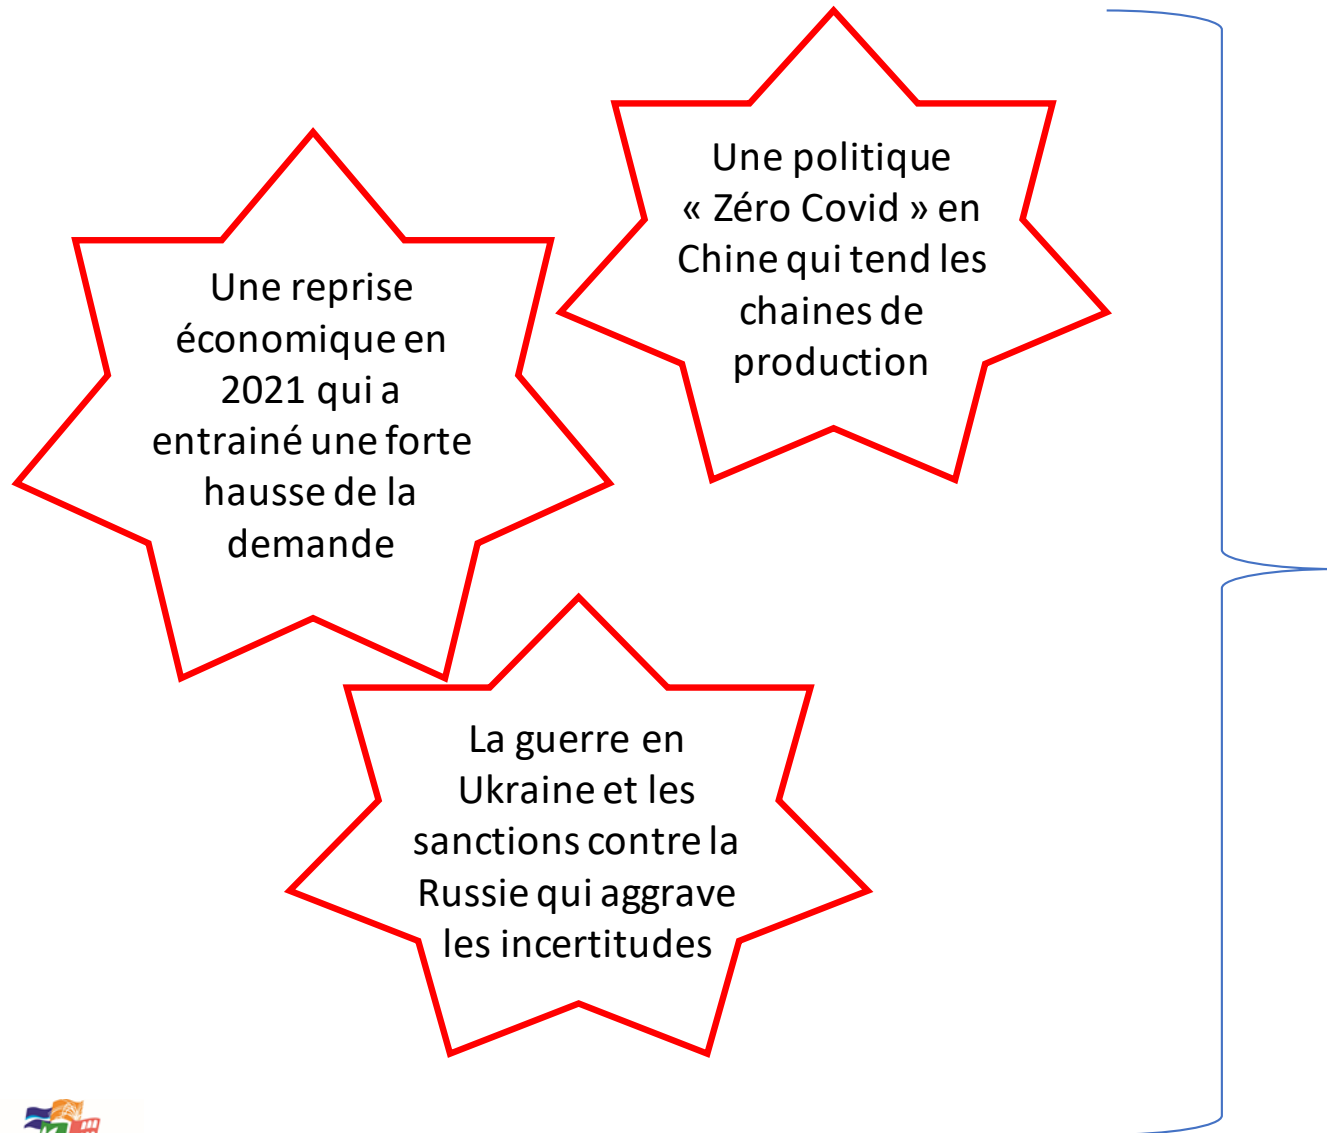 Une reprise
économique en
2021 qui a
entrainé une forte
hausse de la
demande
Une politique
« Zéro Covid » en
Chine qui tend les
chaines de
production
La guerre en
Ukraine et les
sanctions contre la
Russie qui aggrave
les incertitudes